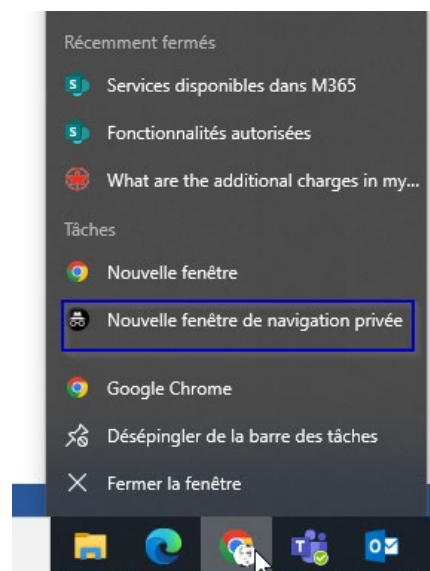 Récemment fermés
Services disponibles dans M365
Fonctionnalités autorisées
What are the additional charges in my...
Tâches
Nouvelle fenêtre
Nouvelle fenêtre de navigation privée
Google Chrome
Désépingler de la barre des tâches
Fermer la fenêtre